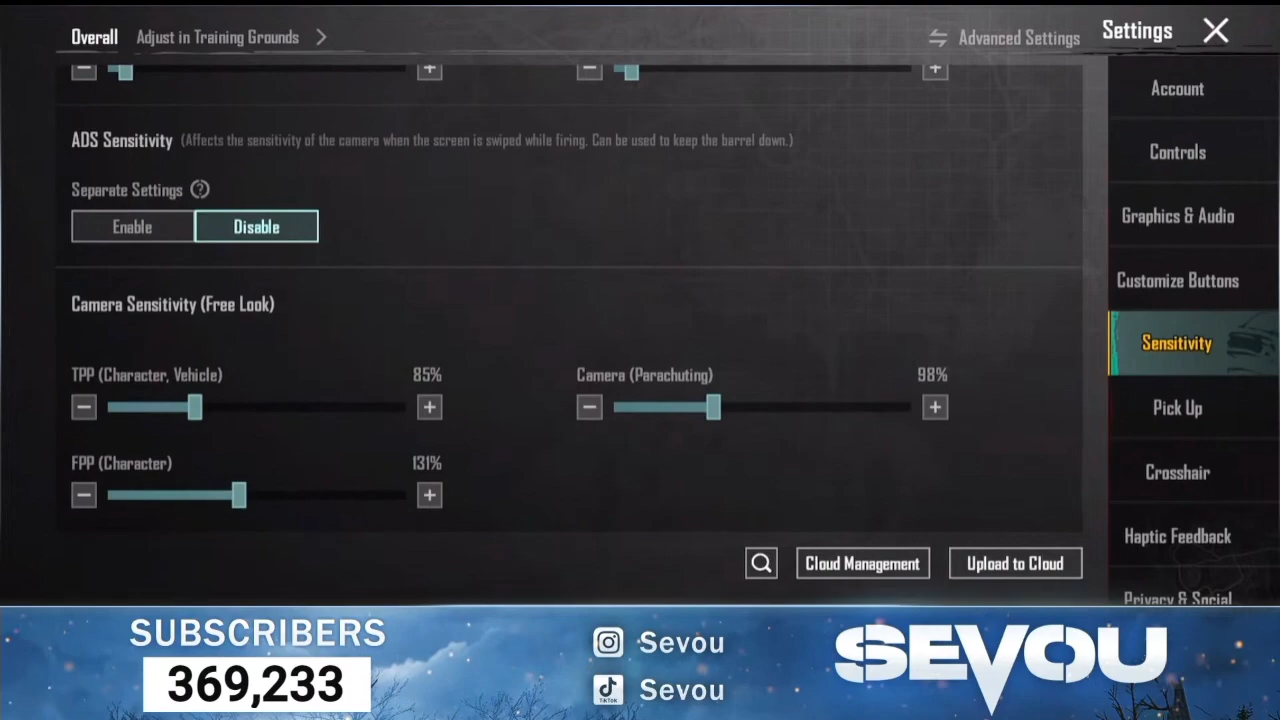 Overall Adjust in Training Grounds >
Advanced Settings
Settings
ADS Sensitivity (Affects the sensitivity of the camera when the screen is swiped while firing. Can be used to keep the barrel down.)
Separate Settings ?
Enable Disable
Camera Sensitivity (Free Look)
TPP (Character, Vehicle) 85%
Camera (Parachuting) 98%
FPP (Character) 131%
Cloud Management
Upload to Cloud
Account
Controls
Graphics & Audio
Customize Buttons
Sensitivity
Pick Up
Crosshair
Haptic Feedback
Privacy & Social
SUBSCRIBERS
369,233
Sevou
TikTok
Sevou
SEVOU